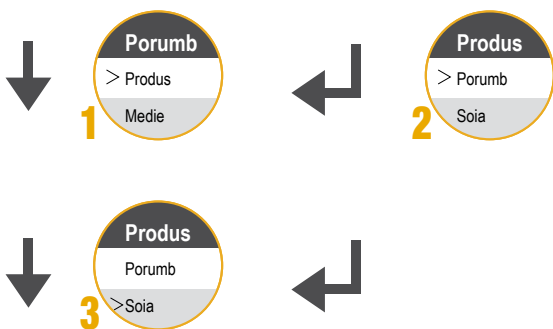 Porumb
> Produs
Medie
1
Produs
> Porumb
Soia
2
Produs
Porumb
>Soia
3